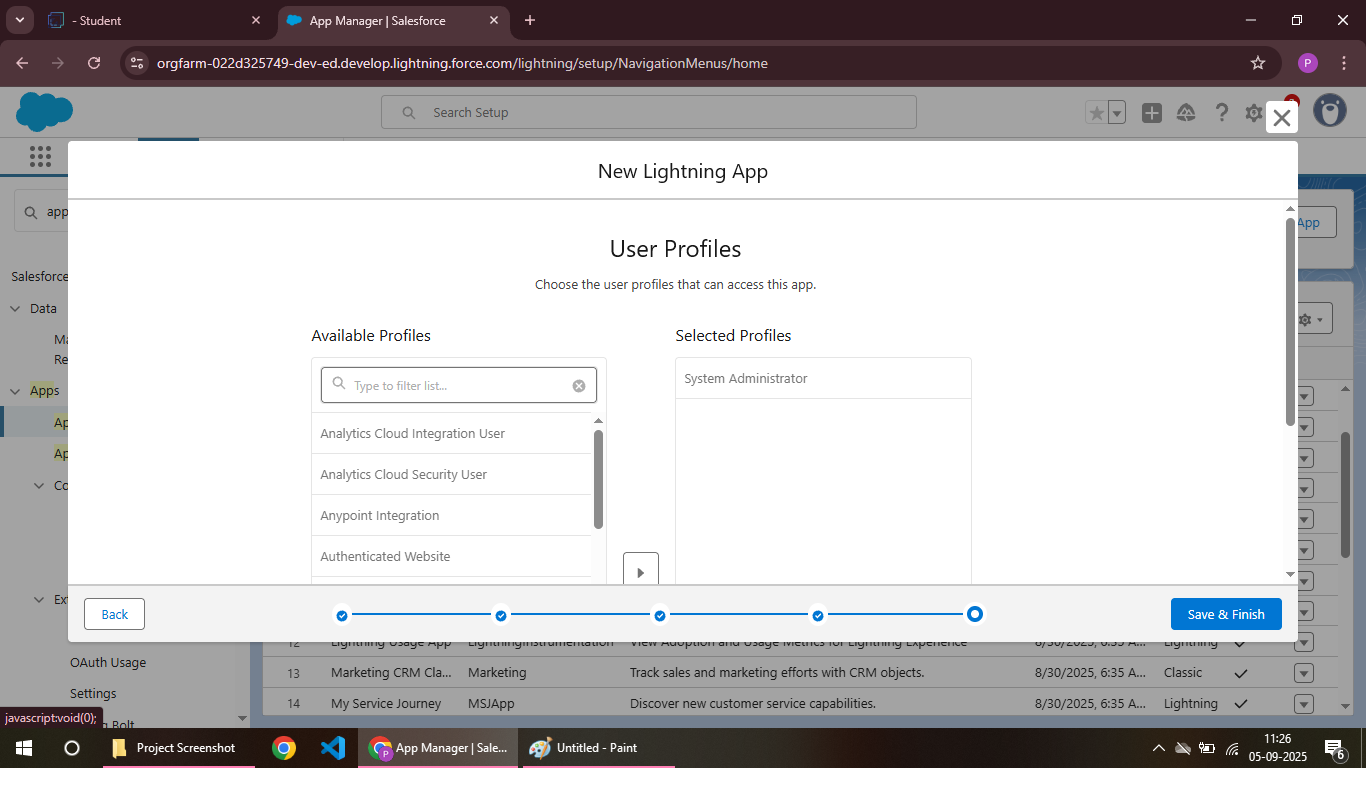 - Student
App Manager | Salesforce
orgfarm-022d325749-dev-ed.develop.lightning.force.com/lightning/setup/NavigationMenus/home
P
Search Setup
New Lightning App
app
App
User Profiles
Choose the user profiles that can access this app.
Salesforce
Data
Available Profiles
Selected Profiles
Ma
Re
Type to filter list...
System Administrator
Apps
Ap
Analytics Cloud Integration User
Ap
Analytics Cloud Security User
Co
Anypoint Integration
Authenticated Website
Ex
Back
Save & Finish
12 Lightning Usage App LightningInstrumentation View Adoption and Usage Metrics for Lightning Experience 8/30/2025, 6:35 A... Lightning
OAuth Usage
13 Marketing CRM Cla... Marketing Track sales and marketing efforts with CRM objects. 8/30/2025, 6:35 A... Classic
Settings
14 My Service Journey MSJApp Discover new customer service capabilities. 8/30/2025, 6:35 A... Lightning
javascript:void(0);
Bolt
Project Screenshot
P
App Manager | Sale...
Untitled - Paint
11:26
05-09-2025
6